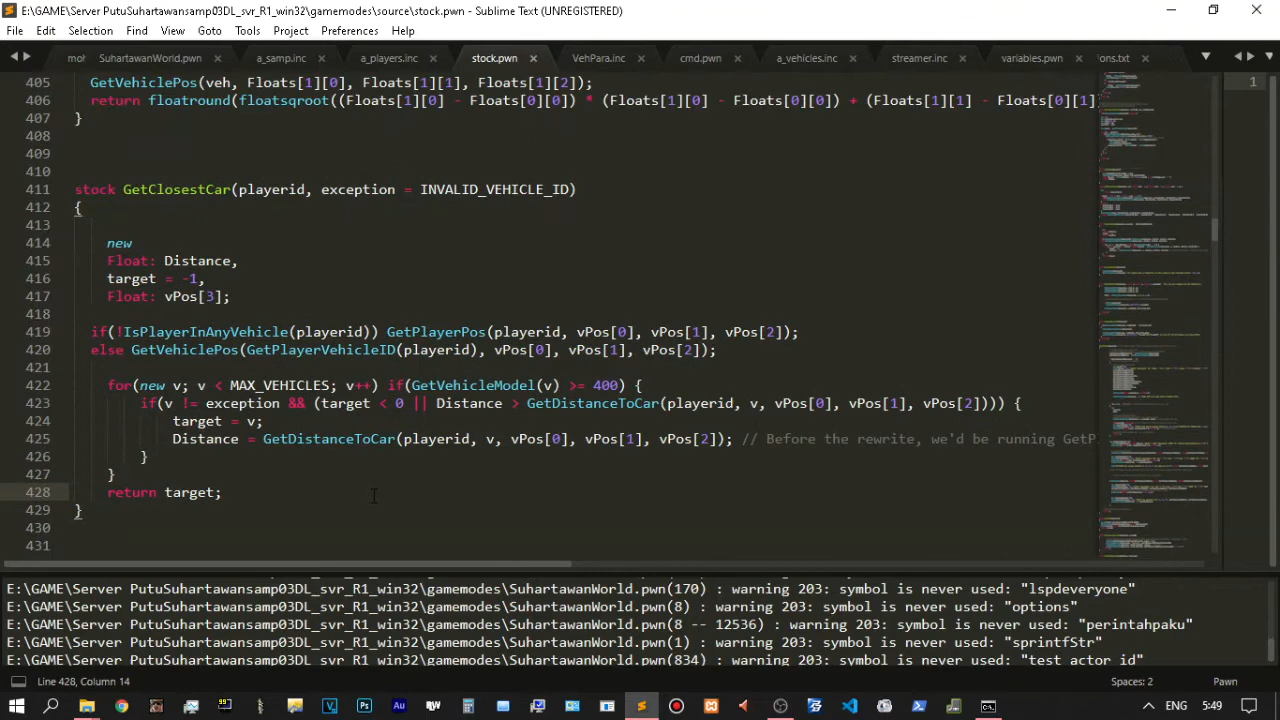 E:\GAME\Server PutuSuhartawansamp03DL_svr_R1_win32\gamemodes\source\stock.pwn - Sublime Text (UNREGISTERED)
File Edit Selection Find View Goto Tools Project Preferences Help
mot SuhartawanWorld.pwn a_samp.inc a_players.inc stock.pwn VehPara.inc cmd.pwn a_vehicles.inc streamer.inc variables.pwn ions.txt
405 GetVehiclePos(veh, Floats[1][0], Floats[1][1], Floats[1][2]);
406 return floatround(floatsqroot((Floats[1][0] - Floats[0][0]) * (Floats[1][0] - Floats[0][0]) + (Floats[1][1] - Floats[0][1]
407 }
408
409
410
411 stock GetClosestCar(playerid, exception = INVALID_VEHICLE_ID)
412 {
413
414 new
415 Float: Distance,
416 target = -1,
417 Float: vPos[3];
418
419 if(!IsPlayerInAnyVehicle(playerid)) GetPlayerPos(playerid, vPos[0], vPos[1], vPos[2]);
420 else GetVehiclePos(GetPlayerVehicleID(playerid), vPos[0], vPos[1], vPos[2]);
421
422 for(new v; v < MAX_VEHICLES; v++) if(GetVehicleModel(v) >= 400) {
423 if(v != exception && (target < 0 || Distance > GetDistanceToCar(playerid, v, vPos[0], vPos[1], vPos[2]))) {
424 target = v;
425 Distance = GetDistanceToCar(playerid, v, vPos[0], vPos[1], vPos[2]); // Before the rewrite, we'd be running GetP
426 }
427 }
428 return target;
429 }
430
431
1
E:\GAME\Server PutuSuhartawansamp03DL_svr_R1_win32\gamemodes\SuhartawanWorld.pwn(170) : warning 203: symbol is never used: "lspdeveryone"
E:\GAME\Server PutuSuhartawansamp03DL_svr_R1_win32\gamemodes\SuhartawanWorld.pwn(8) : warning 203: symbol is never used: "options"
E:\GAME\Server PutuSuhartawansamp03DL_svr_R1_win32\gamemodes\SuhartawanWorld.pwn(8 -- 12536) : warning 203: symbol is never used: "perintahpaku"
E:\GAME\Server PutuSuhartawansamp03DL_svr_R1_win32\gamemodes\SuhartawanWorld.pwn(1) : warning 203: symbol is never used: "sprintfStr"
E:\GAME\Server PutuSuhartawansamp03DL_svr_R1_win32\gamemodes\SuhartawanWorld.pwn(834) : warning 203: symbol is never used: "test_actor_id"
Line 428, Column 14 Spaces: 2 Pawn
ENG 5:49